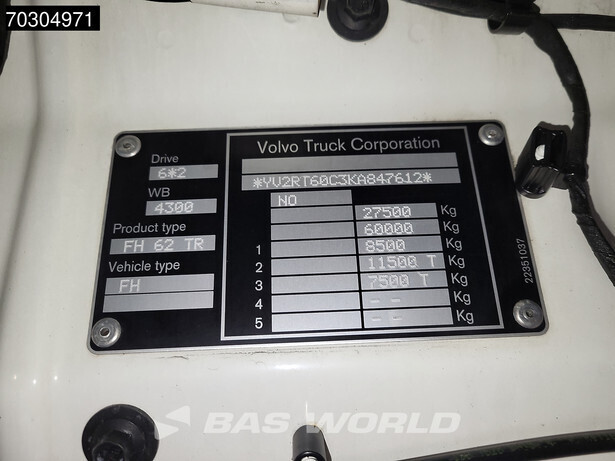 70304971
Volvo Truck Corporation
Drive
6*2
WB
4300
Product type
FH 62 TR
Vehicle type
FH
*YV2RT60C3KA847612*
NO
27500 Kg
60000 Kg
1 8500 Kg
2 11500 T Kg
3 7500 T Kg
4 -- Kg
5 -- Kg
22351037
BAS WORLD